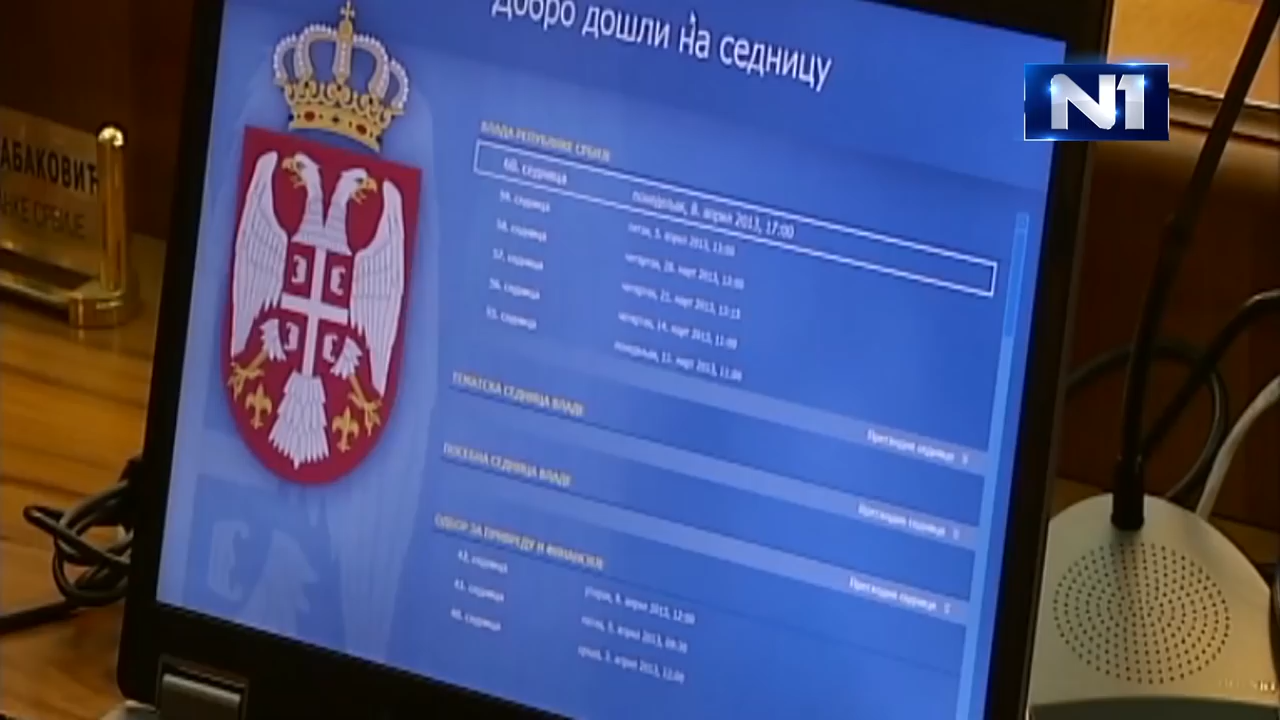 Добро дошли на седницу
N1
АБАКОВИЋ
НКЕ СРБИЈЕ
ВЛАДА РЕПУБЛИКЕ СРБИЈЕ
60. седница понедељак, 8. април 2013, 17:00
59. седница петак, 5. април 2013, 13:00
58. седница четвртак, 28. март 2013, 13:00
57. седница четвртак, 21. март 2013, 13:13
56. седница четвртак, 14. март 2013, 11:00
55. седница понедељак, 11. март 2013, 11:00
Претходне седнице
ТЕМАТСКА СЕДНИЦА ВЛАДЕ
Претходне седнице
ПОСЕБНА СЕДНИЦА ВЛАДЕ
Претходне седнице
ОДБОР ЗА ПРИВРЕДУ И ФИНАНСИЈЕ
42. седница уторак, 9. април 2013, 12:00
41. седница петак, 5. април 2013, 09:30
40. седница среда, 3. април 2013, 12:00